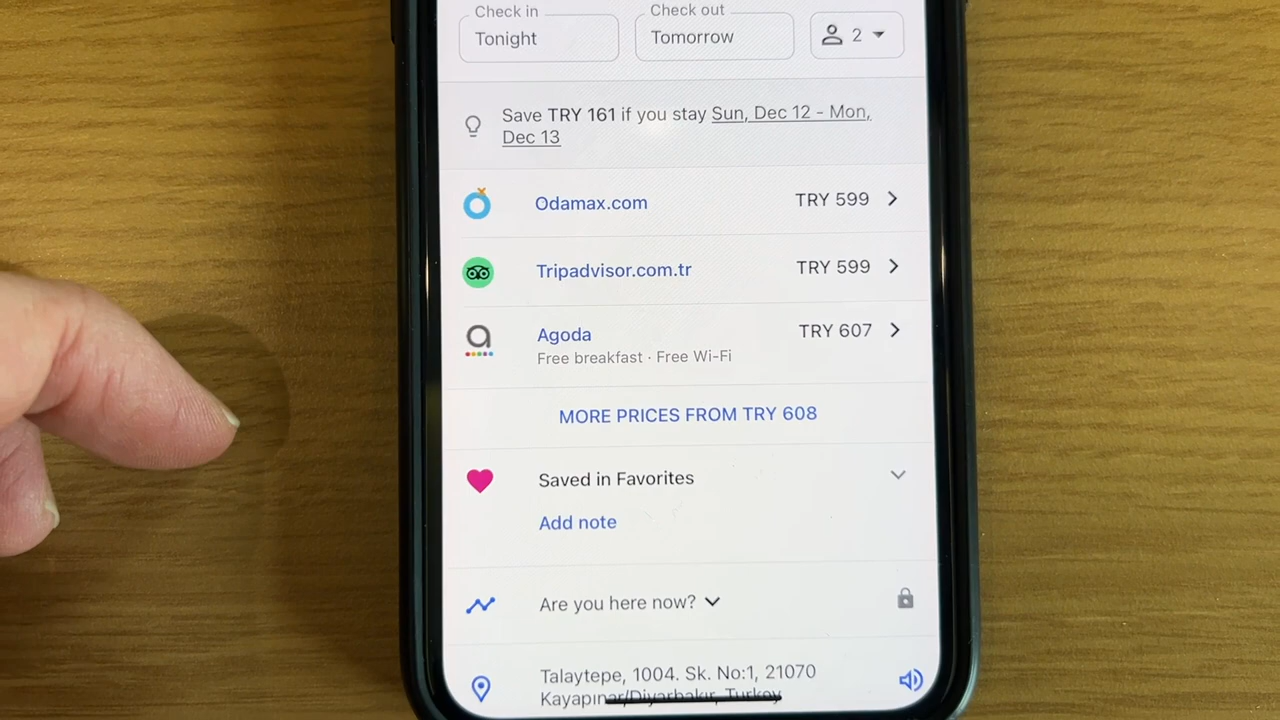 Check in
Check out
Tonight
Tomorrow
2
Save TRY 161 if you stay Sun, Dec 12 - Mon,
Dec 13
Odamax.com
TRY 599
Tripadvisor.com.tr
TRY 599
Agoda
TRY 607
Free breakfast · Free Wi-Fi
MORE PRICES FROM TRY 608
Saved in Favorites
Add note
Are you here now?
Talaytepe, 1004. Sk. No:1, 21070
Kayapınar/Diyarbakır, Turkey